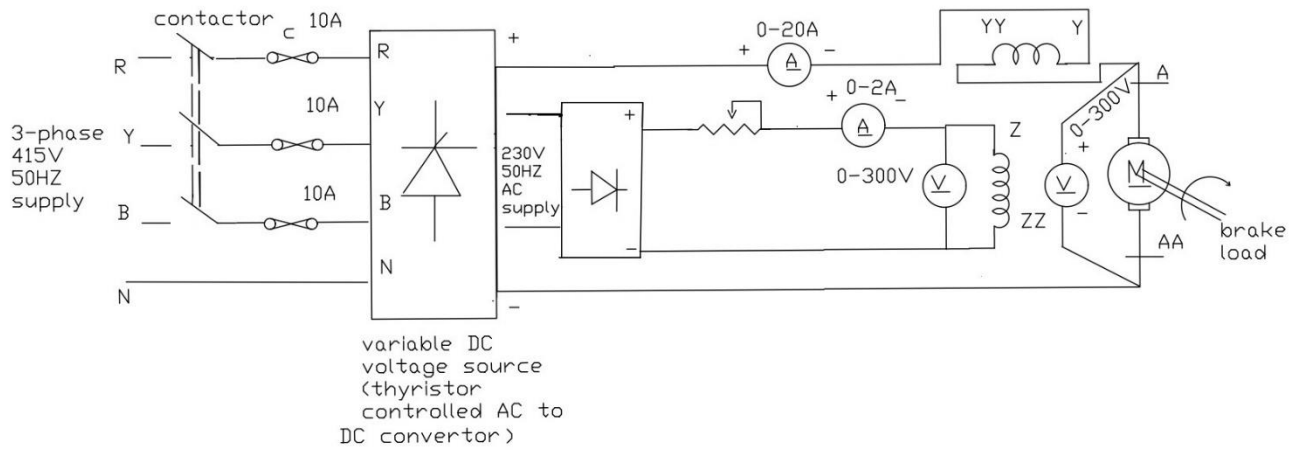 contactor
10A
c
R
10A
3-phase
415V
50HZ
supply
Y
10A
B
N
R
Y
B
N
+
-
variable DC
voltage source
(thyristor
controlled AC to
DC convertor)
230V
50HZ
AC
supply
+
-
0-20A
+
A
-
0-2A
+
A
-
0-300V
V
Z
ZZ
YY
Y
0-300V
+
V
-
A
M
AA
brake
load